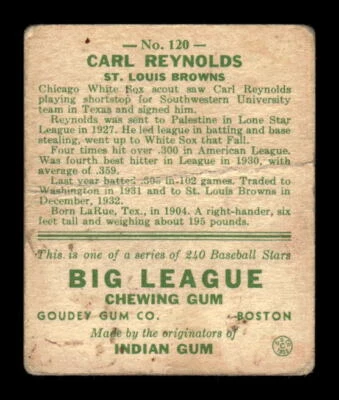 — No. 120 —
CARL REYNOLDS
ST. LOUIS BROWNS
Chicago White Sox scout saw Carl Reynolds
playing shortstop for Southwestern University
team in Texas and signed him.
Reynolds was sent to Palestine in Lone Star
League in 1927. He led league in batting and base
stealing, went up to White Sox that Fall.
Four times hit over .300 in American League.
Was fourth best hitter in League in 1930, with
average of .359.
Last year batted .305 in 102 games. Traded to
Washington in 1931 and to St. Louis Browns in
December, 1932.
Born LaRue, Tex., in 1904. A right-hander, six
feet tall and weighing about 195 pounds.
This is one of a series of 240 Baseball Stars
BIG LEAGUE
CHEWING GUM
GOUDEY GUM CO. BOSTON
Made by the originators of
INDIAN GUM